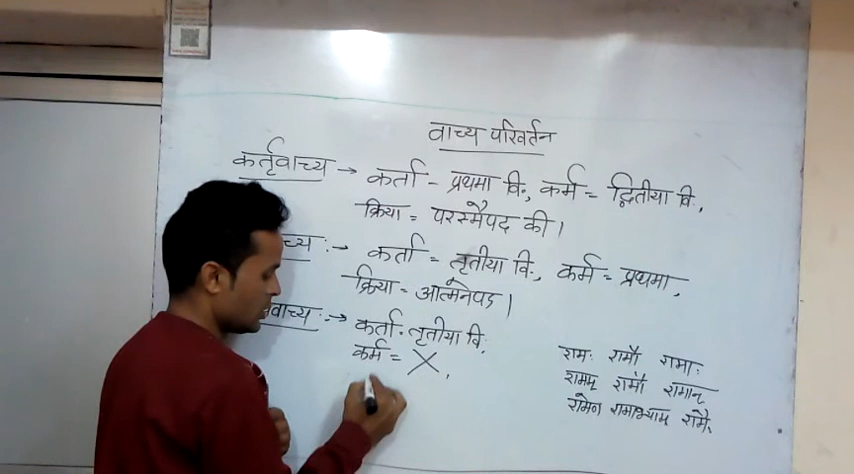 वाच्य परिवर्तन
कर्तृवाच्य → कर्ता - प्रथमा वि., कर्म = द्वितीया वि.,
क्रिया = परस्मैपद की।
च्य :→ कर्ता = तृतीया वि., कर्म = प्रथमा,
क्रिया = आत्मनेपद।
वाच्य :→ कर्ता - तृतीया वि.
कर्म = X,
रामः रामौ रामाः
रामम् रामौ रामान्
रामेण रामाभ्याम् रामैः